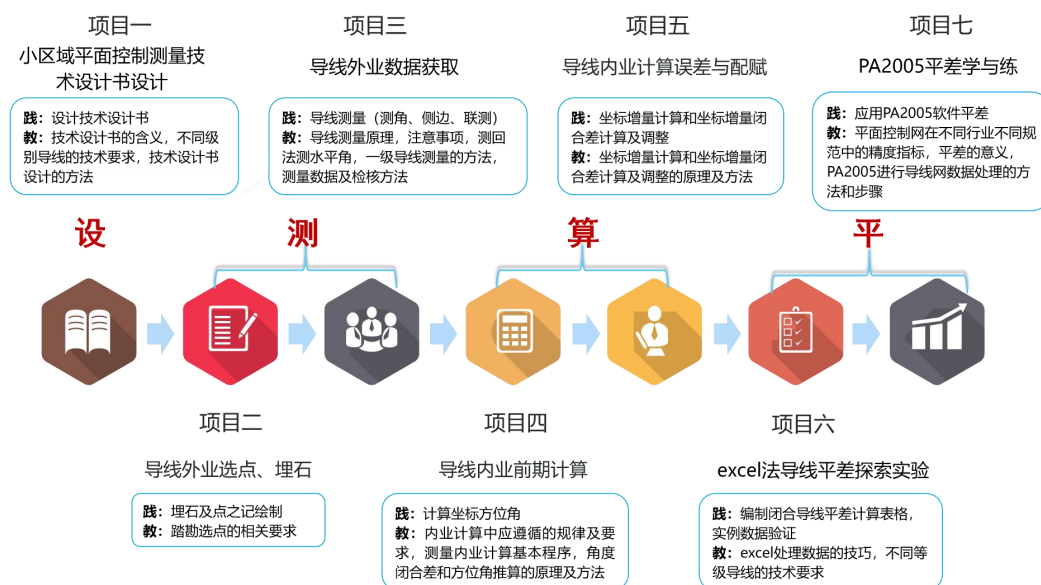 项目一
小区域平面控制测量技
术设计书设计
践：设计技术设计书
教：技术设计书的含义，不同级
别导线的技术要求，技术设计书
设计的方法
项目三
导线外业数据获取
践：导线测量（测角、侧边、联测）
教：导线测量原理，注意事项，测回
法测水平角，一级导线测量的方法，
测量数据及检核方法
项目五
导线内业计算误差与配赋
践：坐标增量计算和坐标增量闭
合差计算及调整
教：坐标增量计算和坐标增量闭
合差计算及调整的原理及方法
项目七
PA2005平差学与练
践：应用PA2005软件平差
教：平面控制网在不同行业不同规
范中的精度指标，平差的意义，
PA2005进行导线网数据处理的方
法和步骤
设
测
算
平
项目二
导线外业选点、埋石
践：埋石及点之记绘制
教：踏勘选点的相关要求
项目四
导线内业前期计算
践：计算坐标方位角
教：内业计算中应遵循的规律及要
求，测量内业计算基本程序，角度
闭合差和方位角推算的原理及方法
项目六
excel法导线平差探索实验
践：编制闭合导线平差计算表格，
实例数据验证
教：excel处理数据的技巧，不同等
级导线的技术要求